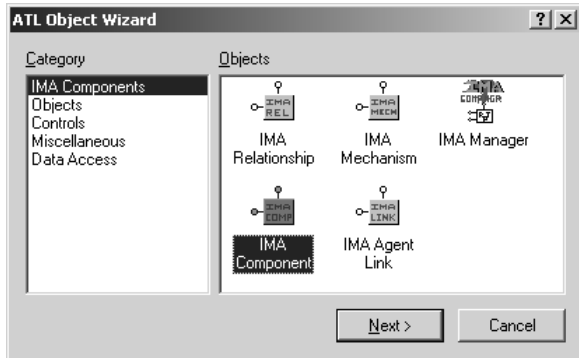 ATL Object Wizard
Category
Objects
IMA Components
Objects
Controls
Miscellaneous
Data Access
IMA
REL
IMA
MECH
IMA
IMA
Relationship
IMA
Mechanism
IMA Manager
IMA
COMP
IMA
LINK
IMA
Component
IMA Agent
Link
Next >
Cancel